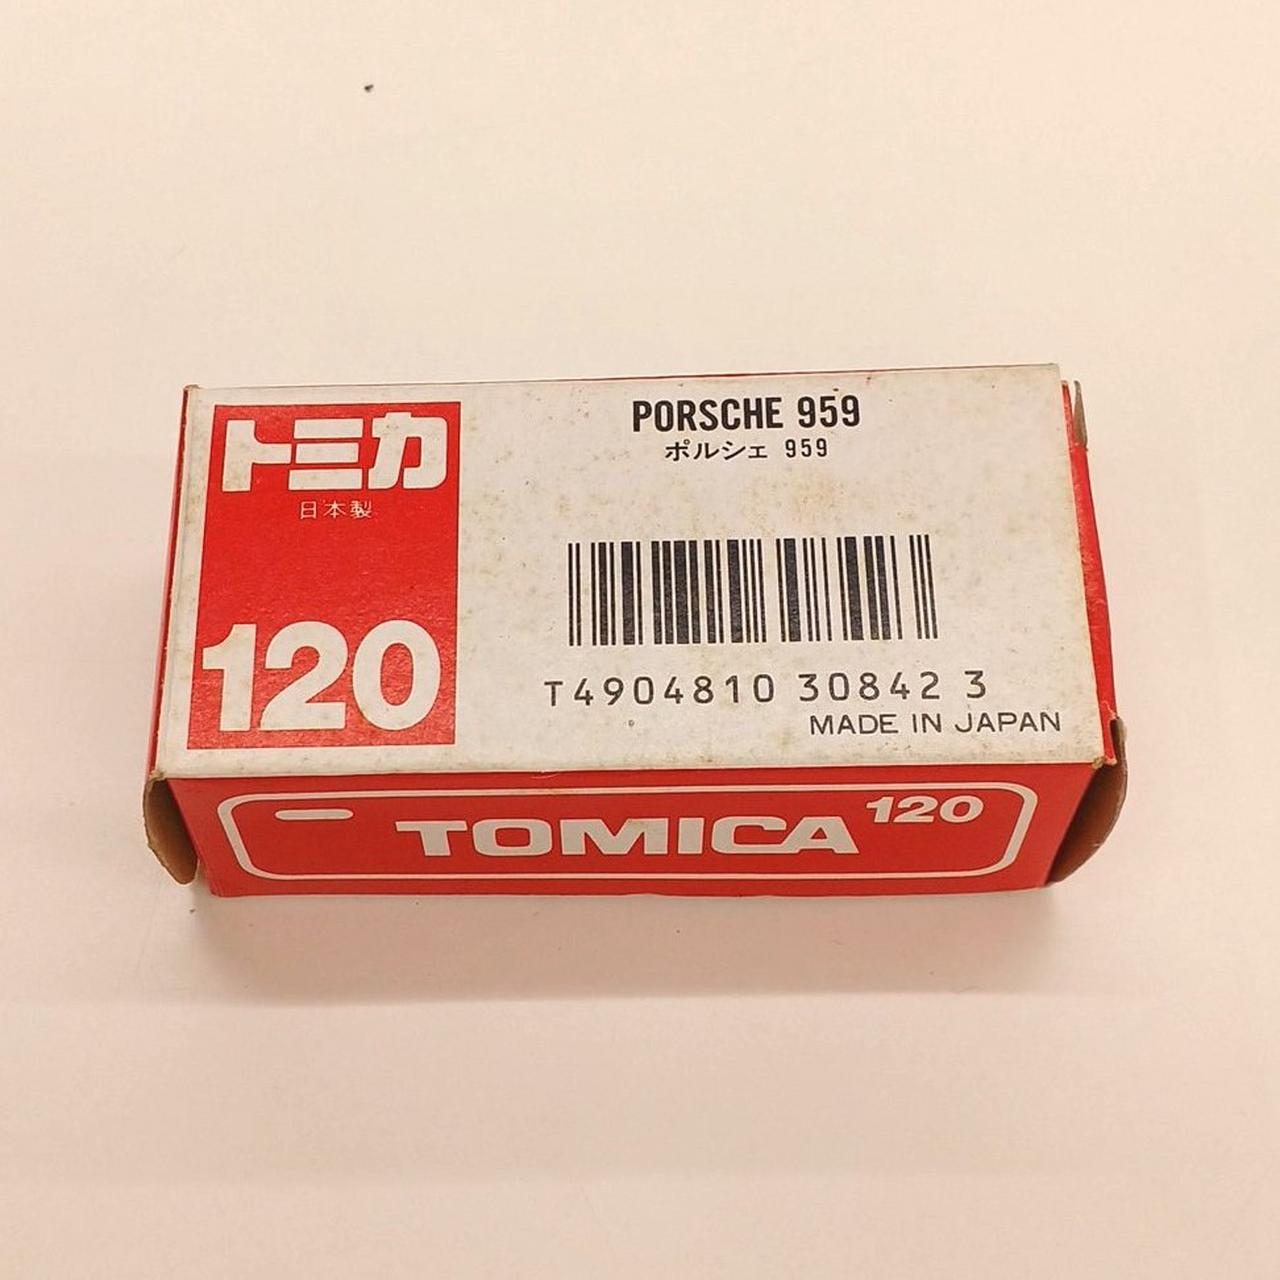 トミカ
日本製
120
PORSCHE 959
ポルシェ 959
T4904810 30842 3
MADE IN JAPAN
TOMICA 120